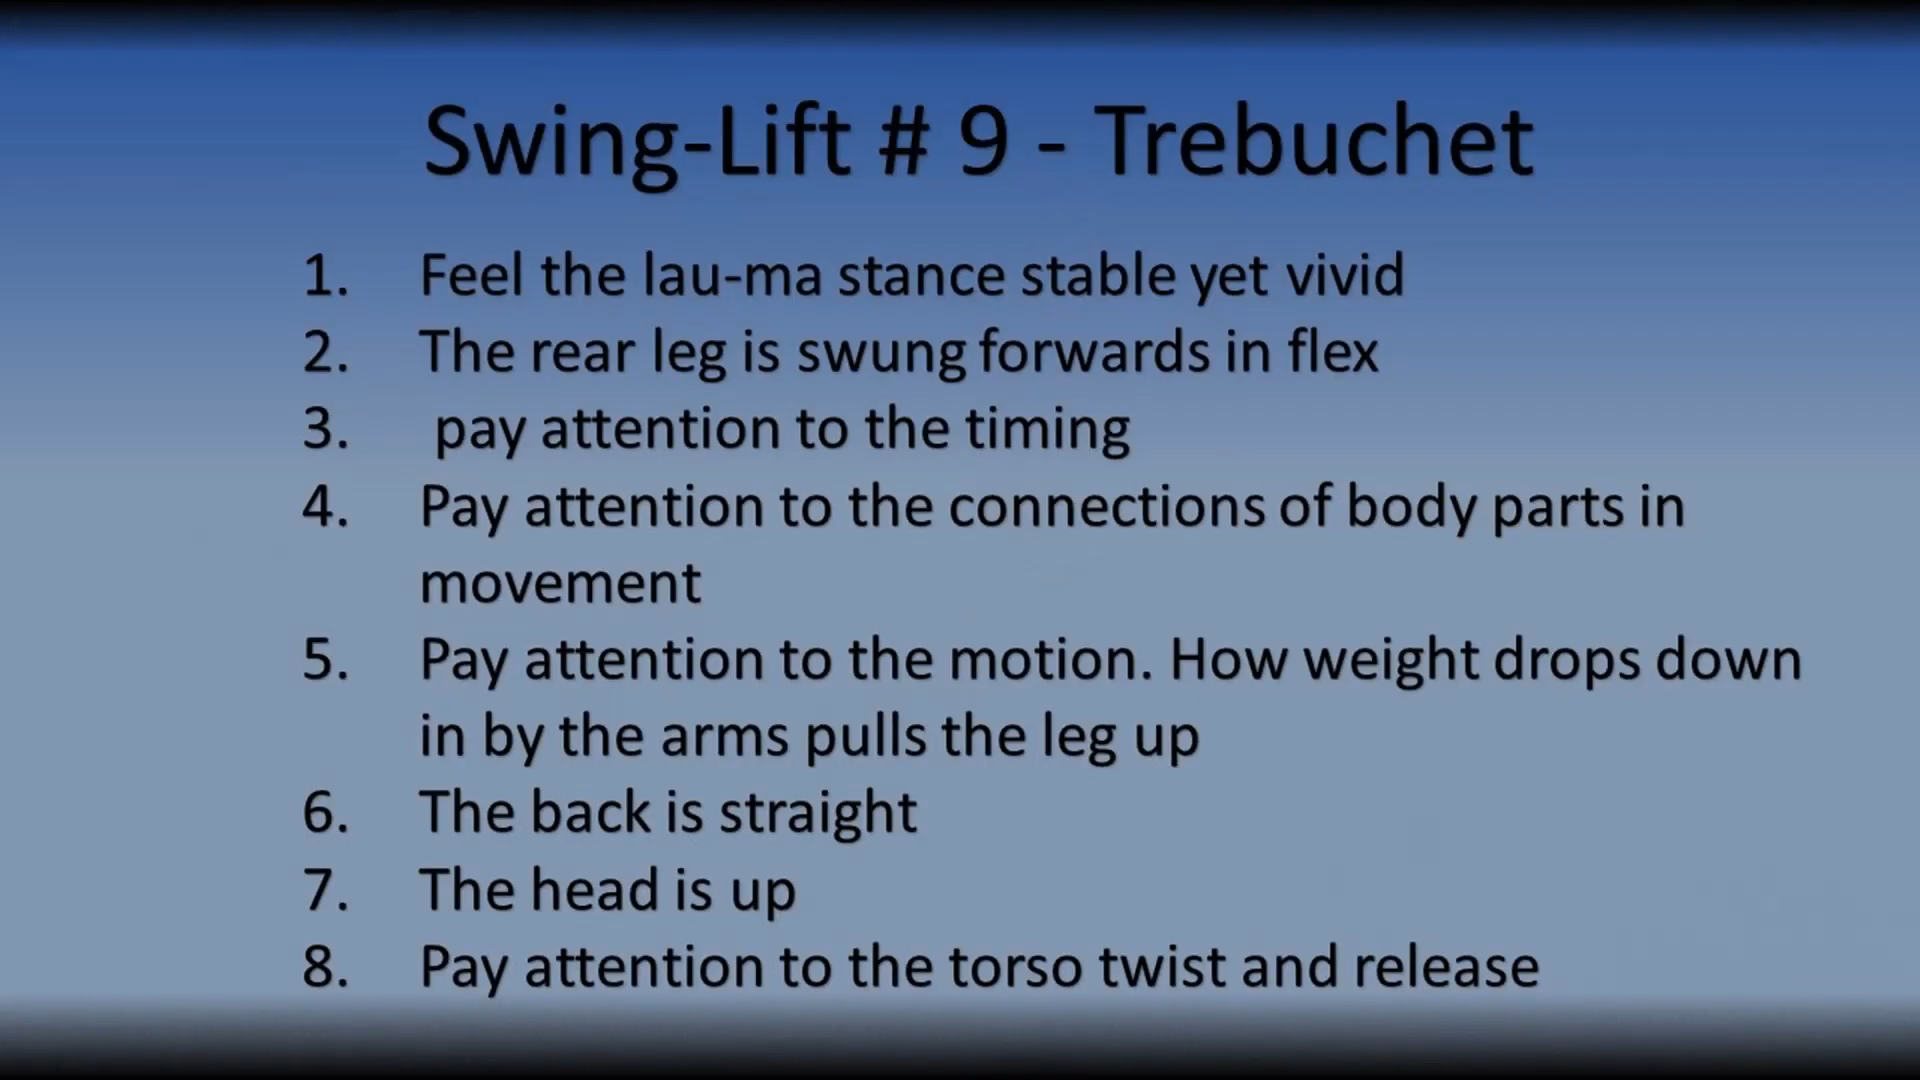 Swing-Lift # 9 - Trebuchet
1. Feel the lau-ma stance stable yet vivid
2. The rear leg is swung forwards in flex
3. pay attention to the timing
4. Pay attention to the connections of body parts in
movement
5. Pay attention to the motion. How weight drops down
in by the arms pulls the leg up
6. The back is straight
7. The head is up
8. Pay attention to the torso twist and release